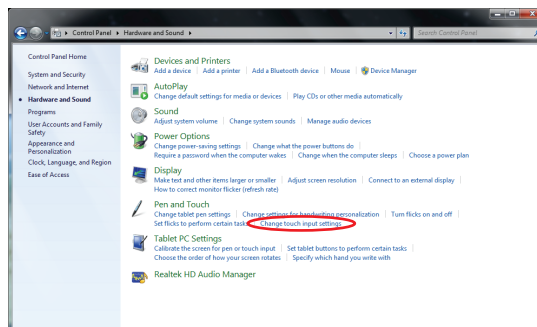 Control Panel ▸ Hardware and Sound ▸
Search Control Panel
Control Panel Home
System and Security
Network and Internet
Hardware and Sound
Programs
User Accounts and Family
Safety
Appearance and
Personalization
Clock, Language, and Region
Ease of Access
Devices and Printers
Add a device | Add a printer | Add a Bluetooth device | Mouse | Device Manager
AutoPlay
Change default settings for media or devices | Play CDs or other media automatically
Sound
Adjust system volume | Change system sounds | Manage audio devices
Power Options
Change power-saving settings | Change what the power buttons do |
Require a password when the computer wakes | Change when the computer sleeps | Choose a power plan
Display
Make text and other items larger or smaller | Adjust screen resolution | Connect to an external display |
How to correct monitor flicker (refresh rate)
Pen and Touch
Change tablet pen settings | Change settings for handwriting personalization | Turn flicks on and off |
Set flicks to perform certain tasks | Change touch input settings
Tablet PC Settings
Calibrate the screen for pen or touch input | Set tablet buttons to perform certain tasks |
Choose the order of how your screen rotates | Specify which hand you write with
Realtek HD Audio Manager